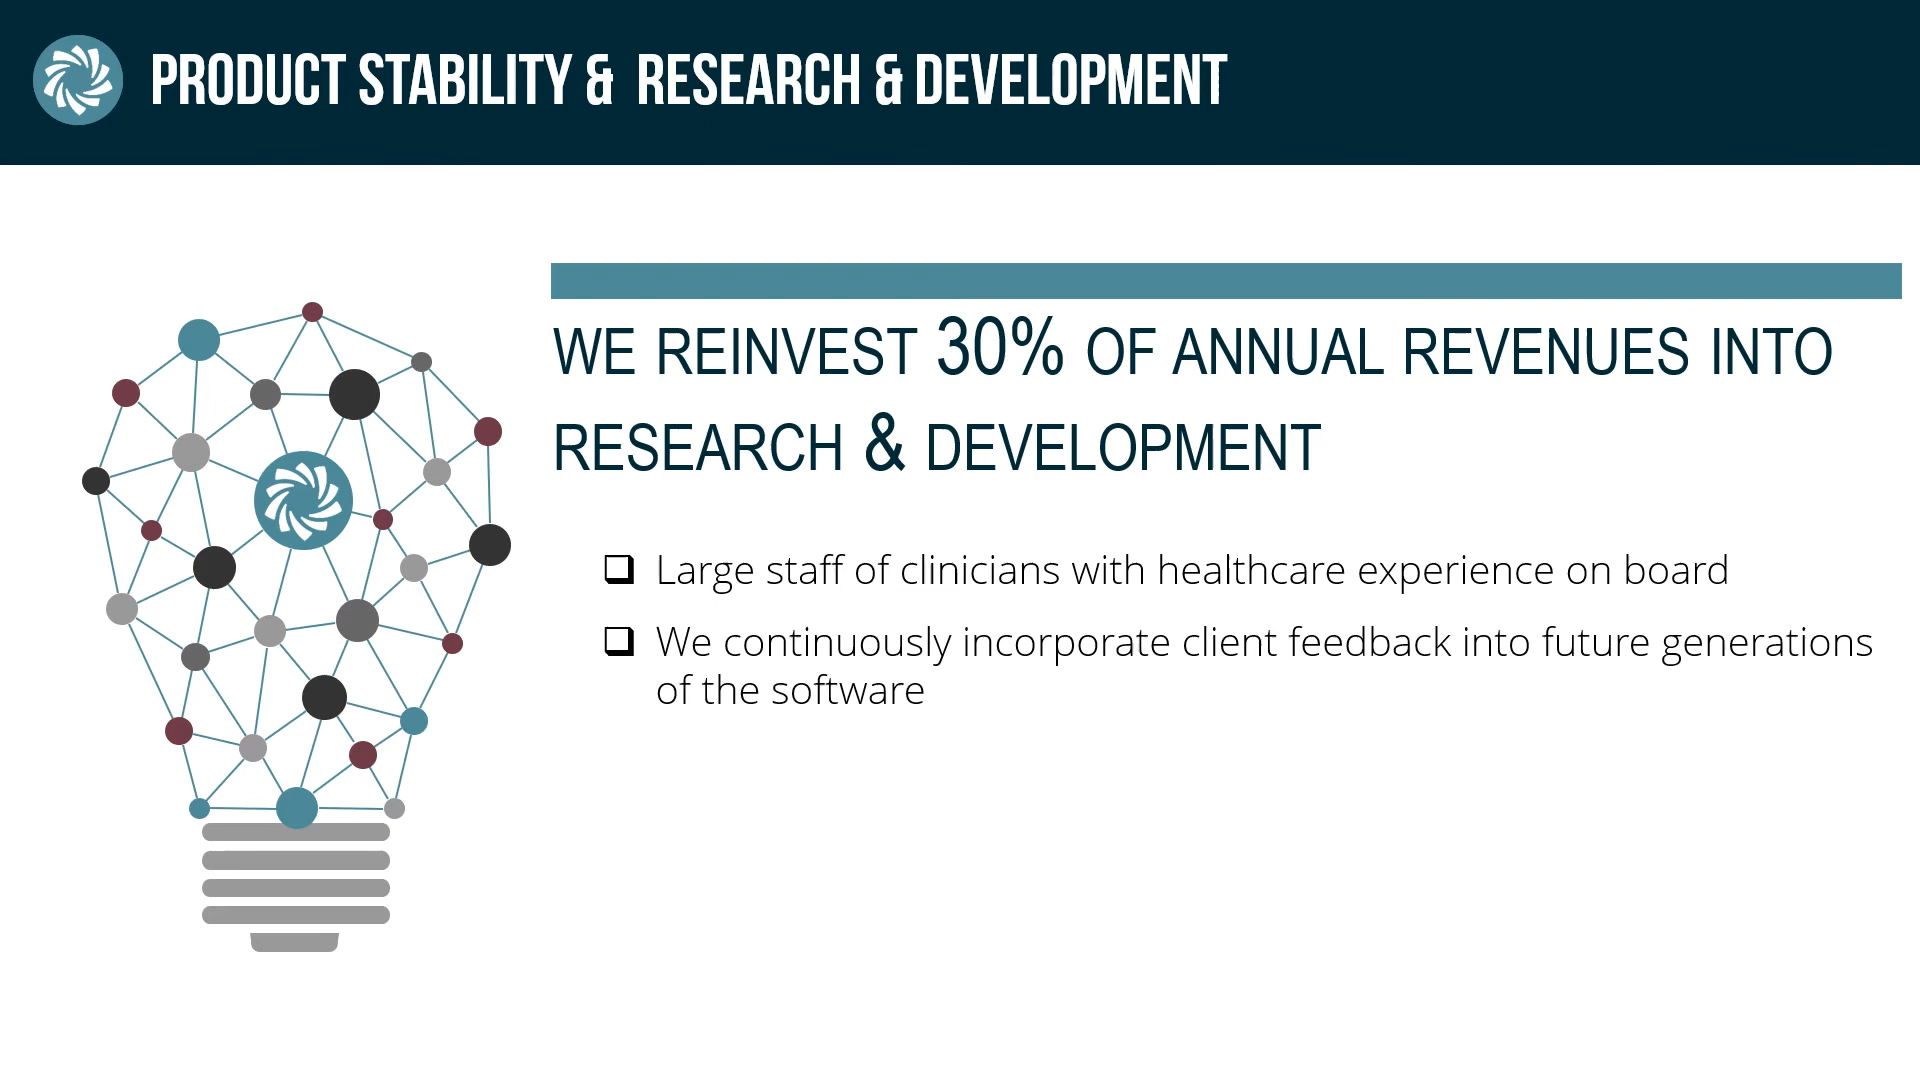 PRODUCT STABILITY & RESEARCH & DEVELOPMENT
WE REINVEST 30% OF ANNUAL REVENUES INTO
RESEARCH & DEVELOPMENT
❑ Large staff of clinicians with healthcare experience on board
❑ We continuously incorporate client feedback into future generations
of the software